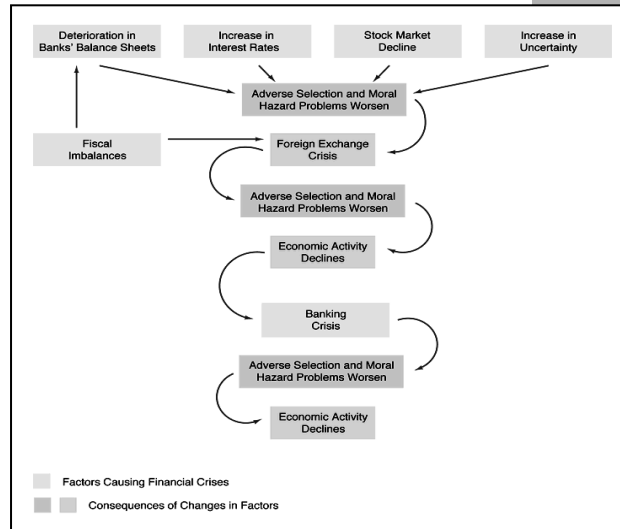 Deterioration in
Banks' Balance Sheets
Increase in
Interest Rates
Stock Market
Decline
Increase in
Uncertainty
Adverse Selection and Moral
Hazard Problems Worsen
Fiscal
Imbalances
Foreign Exchange
Crisis
Adverse Selection and Moral
Hazard Problems Worsen
Economic Activity
Declines
Banking
Crisis
Adverse Selection and Moral
Hazard Problems Worsen
Economic Activity
Declines
Factors Causing Financial Crises
Consequences of Changes in Factors